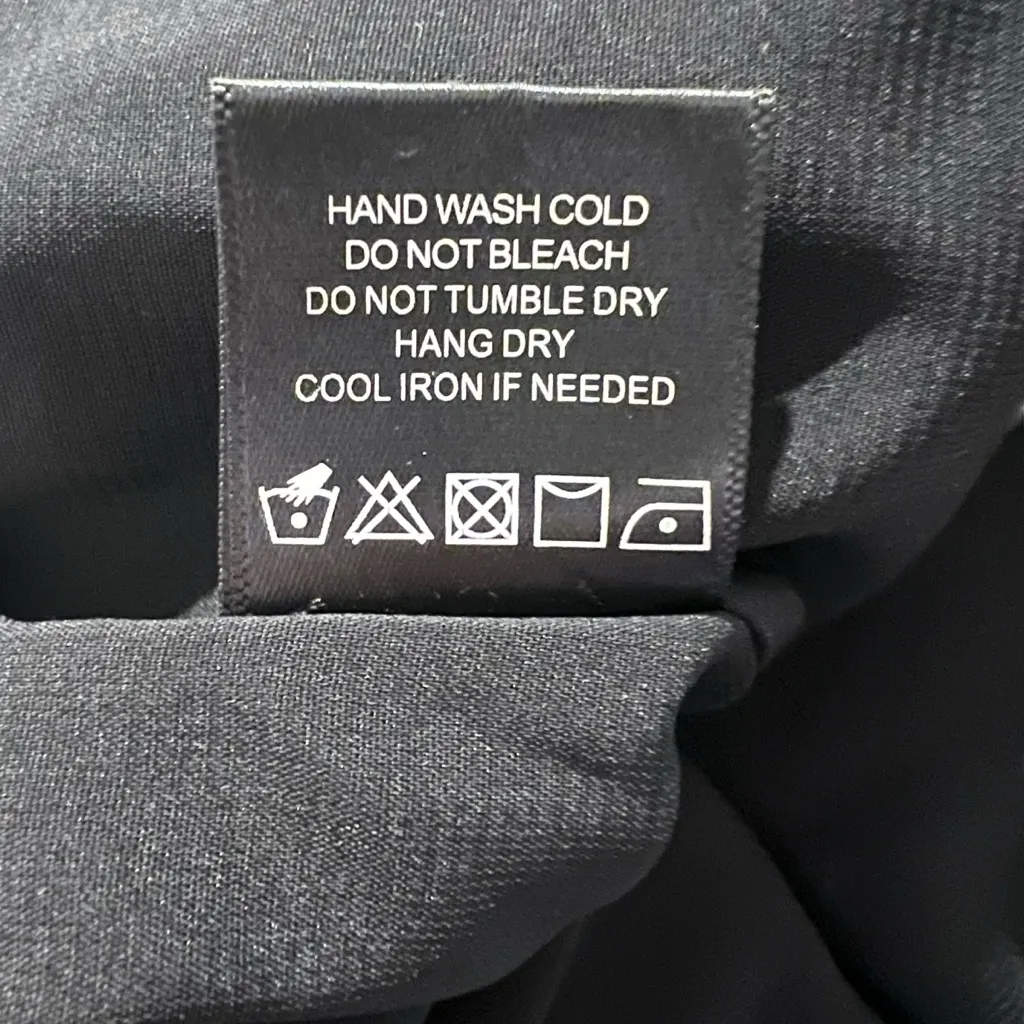 HAND WASH COLD
DO NOT BLEACH
DO NOT TUMBLE DRY
HANG DRY
COOL IRON IF NEEDED